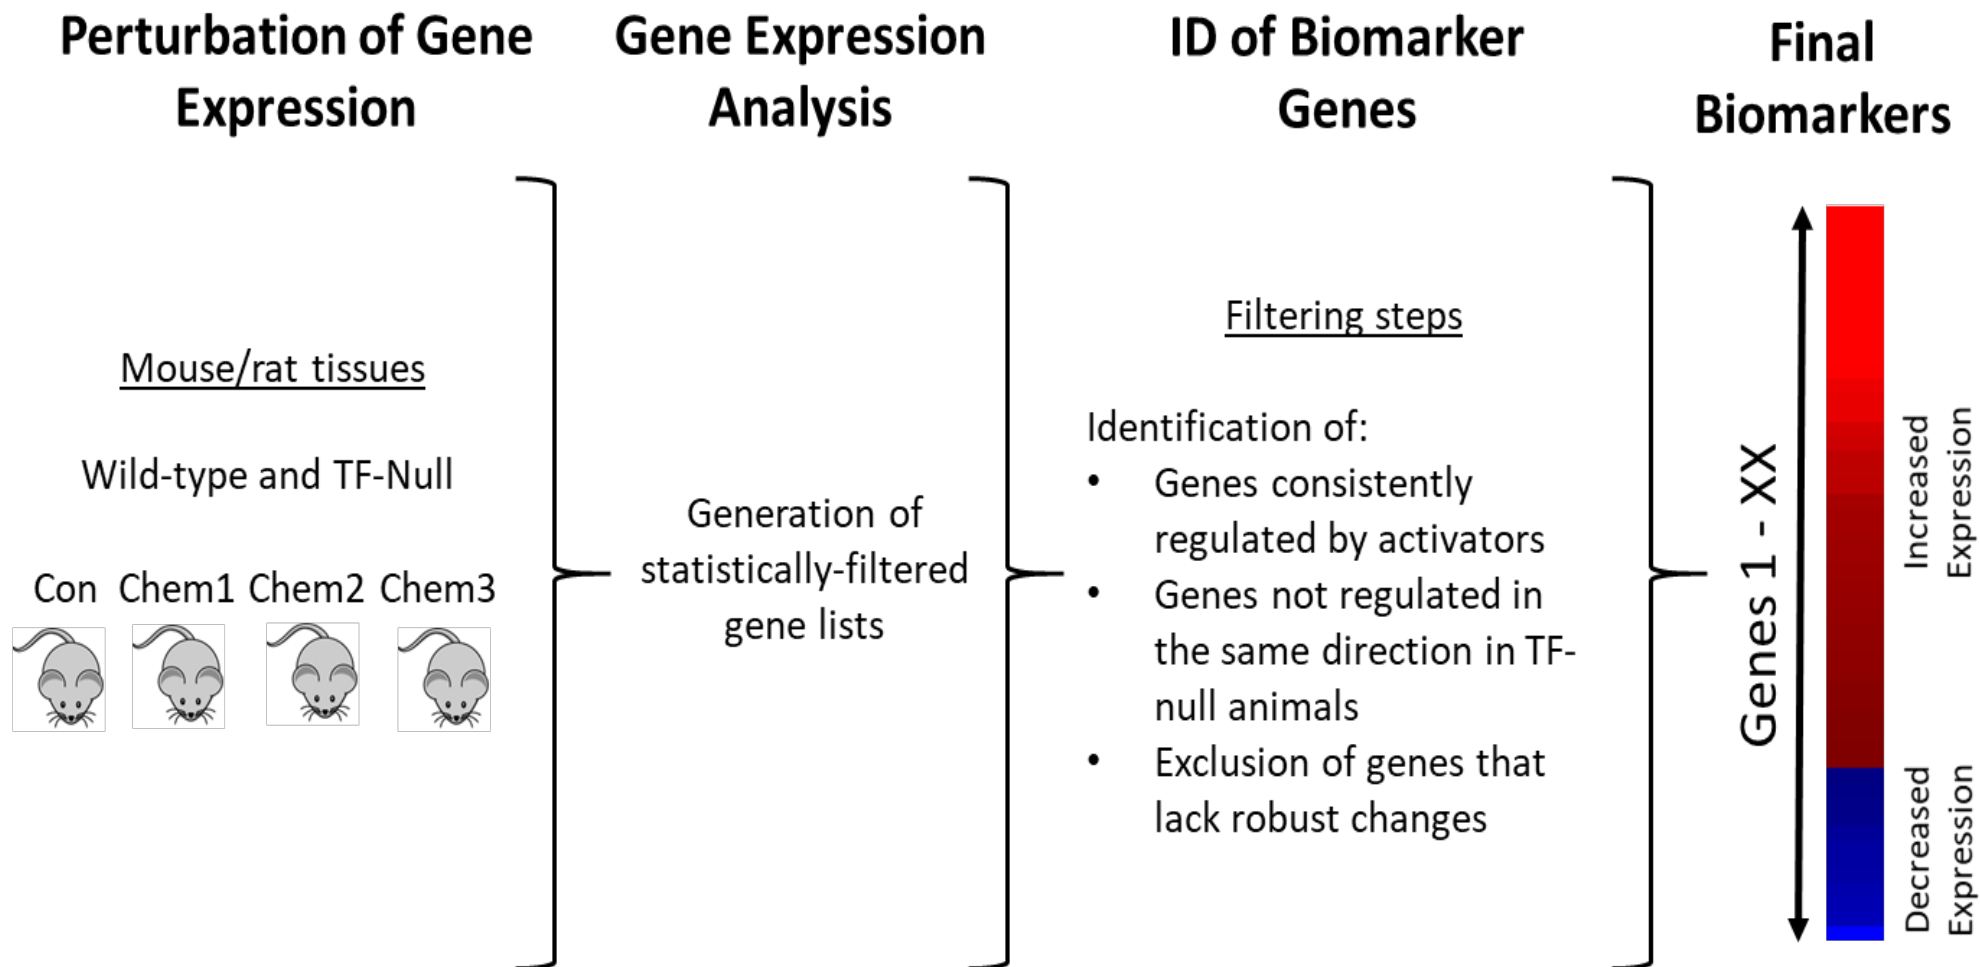 Perturbation of Gene
Expression
Mouse/rat tissues
Wild-type and TF-Null
Con Chem1 Chem2 Chem3
Gene Expression
Analysis
Generation of
statistically-filtered
gene lists
ID of Biomarker
Genes
Filtering steps
Identification of:
• Genes consistently
regulated by activators
• Genes not regulated in
the same direction in TF-
null animals
• Exclusion of genes that
lack robust changes
Final
Biomarkers
Genes 1 - XX
Increased
Expression
Decreased
Expression